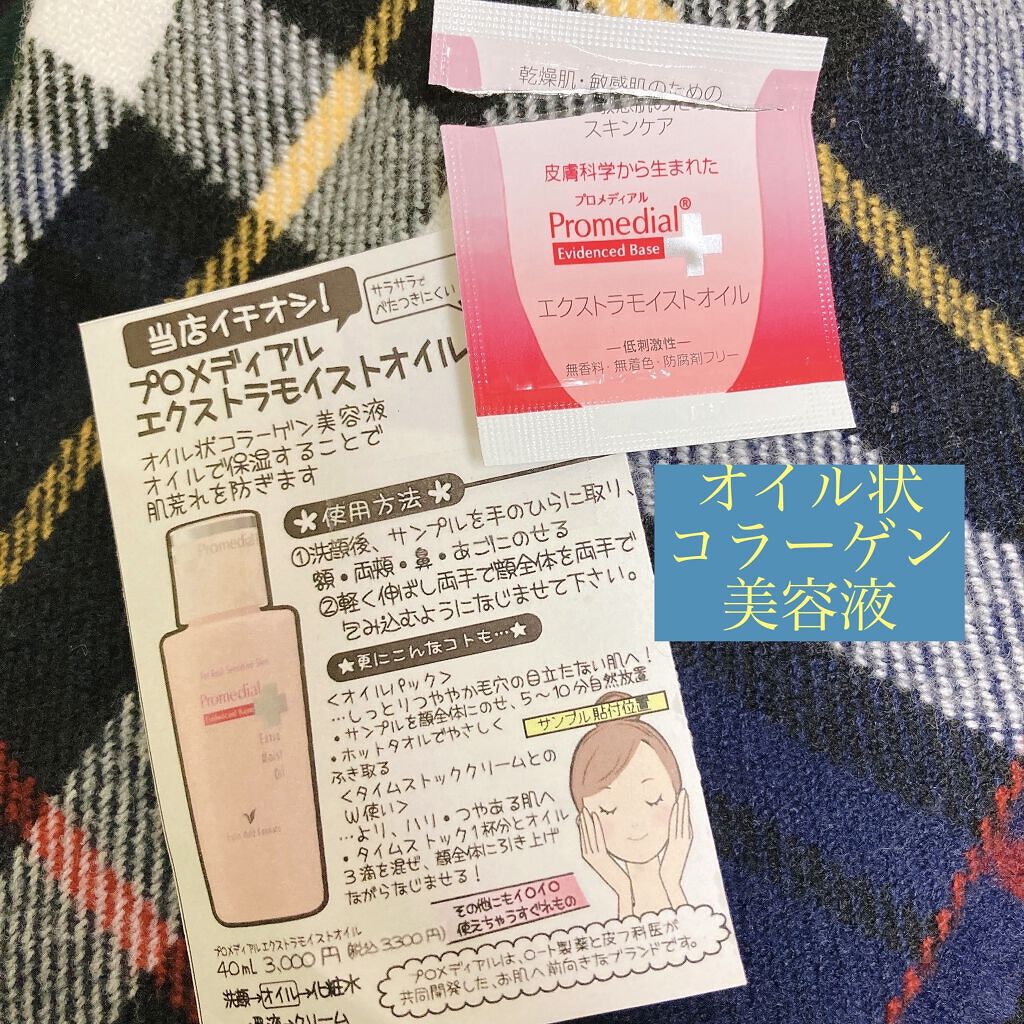 乾燥肌・敏感肌のための
スキンケア
皮膚科学から生まれた
プロメディアル
Promedial®
Evidenced Base
エクストラモイストオイル
―低刺激性―
無香料・無着色・防腐剤フリー
当店イチオシ!
サラサラで
べたつきにくい
プロメディアル
エクストラモイストオイル
オイル状コラーゲン美容液
オイルで保湿することで
肌荒れを防ぎます
オイル状
コラーゲン
美容液
★使用方法★
①洗顔後、サンプルを手のひらに取り、
額・両頬・鼻・あごにのせる
②軽く伸ばし両手で顔全体を両手で
包み込むようになじませて下さい。
★更にこんなコトも…★
<オイルパック>
…しっとりつややか毛穴の目立たない肌へ!
・サンプルを顔全体にのせ、5~10分自然放置
・ホットタオルでやさしく
ふき取る
サンプル貼付位置
<タイムストッククリームとの
W使い>
…より、ハリ・つやある肌へ
・タイムストック1杯分とオイル
3滴を混ぜ、顔全体に引き上げ
ながらなじませる!
その他にもイロイロ
使えちゃうすぐれもの
Promedial
For Real Sensitive Skin
Promedial
Evidenced Base
Extra
Moist
Oil
プロメディアルエクストラモイストオイル
40mL 3,000円(税込3300円)
洗顔→オイル→化粧水
→クリーム
プロメディアルは、ロート製薬と皮フ科医が
共同開発した、お肌へ前向きなブランドです。